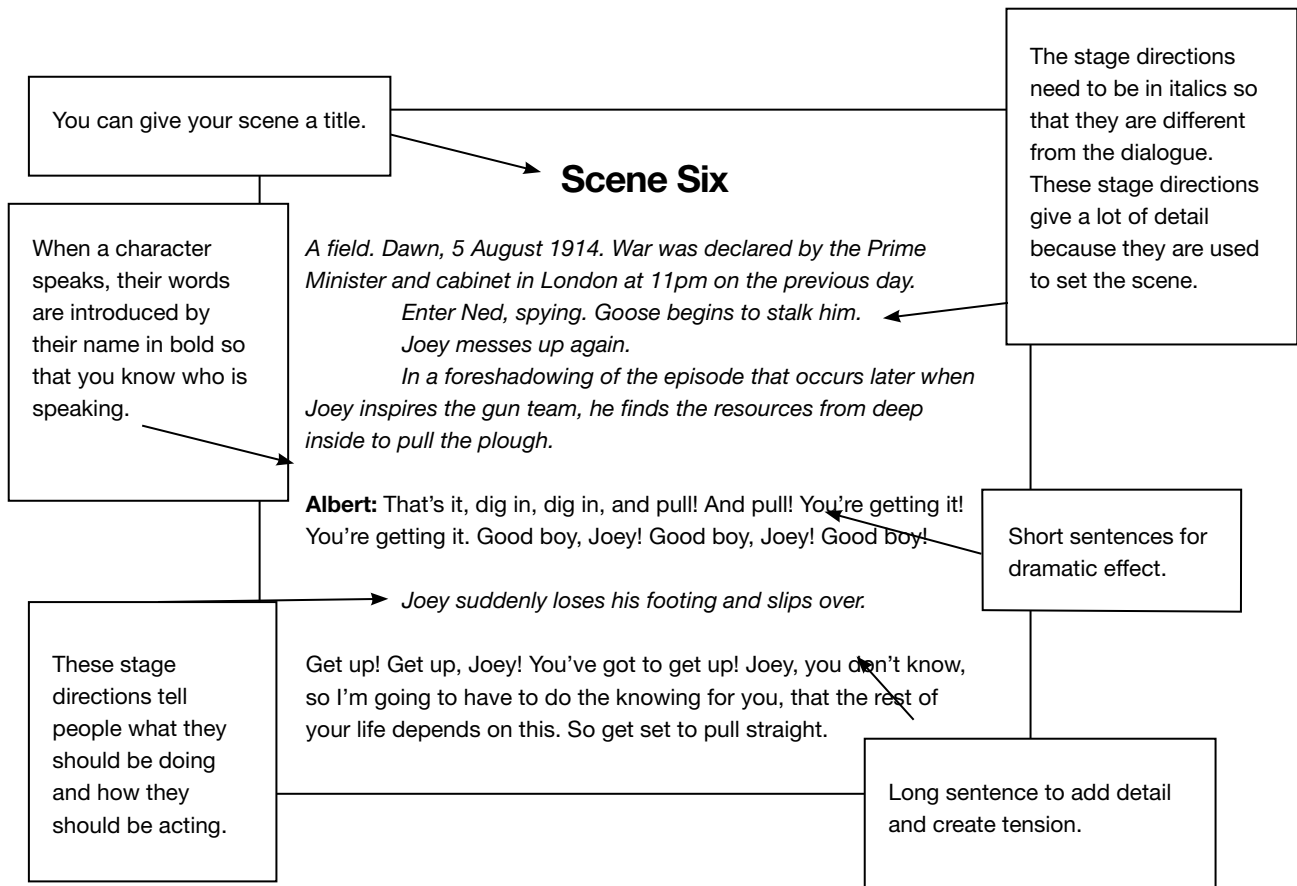 You can give your scene a title.
The stage directions
need to be in italics so
that they are different
from the dialogue.
These stage directions
give a lot of detail
because they are used
to set the scene.
Scene Six
When a character
speaks, their words
are introduced by
their name in bold so
that you know who is
speaking.
A field. Dawn, 5 August 1914. War was declared by the Prime
Minister and cabinet in London at 11pm on the previous day.
Enter Ned, spying. Goose begins to stalk him.
Joey messes up again.
In a foreshadowing of the episode that occurs later when
Joey inspires the gun team, he finds the resources from deep
inside to pull the plough.
Albert: That's it, dig in, dig in, and pull! And pull! You're getting it!
You're getting it. Good boy, Joey! Good boy, Joey! Good boy!
Short sentences for
dramatic effect.
Joey suddenly loses his footing and slips over.
These stage
directions tell
people what they
should be doing
and how they
should be acting.
Get up! Get up, Joey! You've got to get up! Joey, you don't know,
so I'm going to have to do the knowing for you, that the rest of
your life depends on this. So get set to pull straight.
Long sentence to add detail
and create tension.